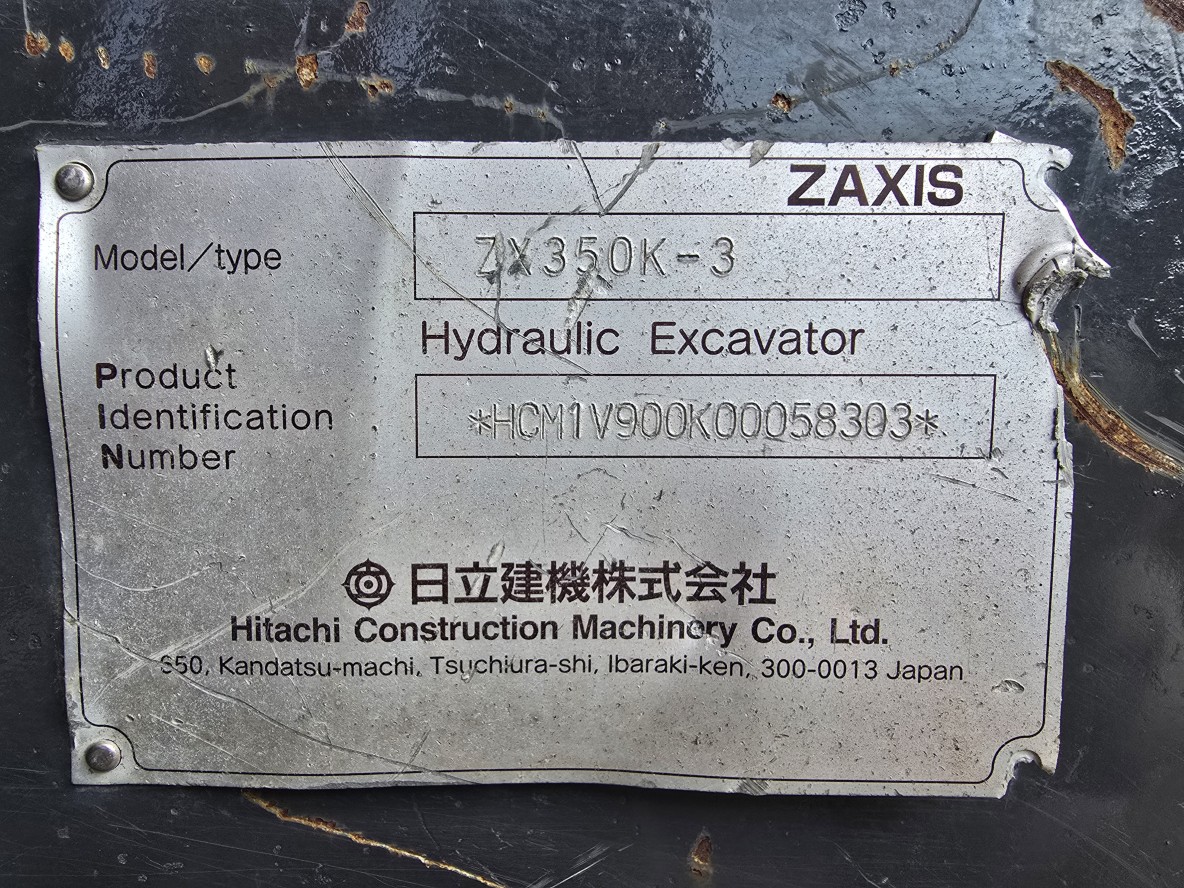 ZAXIS
Model/type
ZX350K-3
Hydraulic Excavator
Product
Identification
Number
*HCM1V900K00058303*
日立建機株式会社
Hitachi Construction Machinery Co., Ltd.
650, Kandatsu-machi, Tsuchiura-shi, Ibaraki-ken, 300-0013 Japan